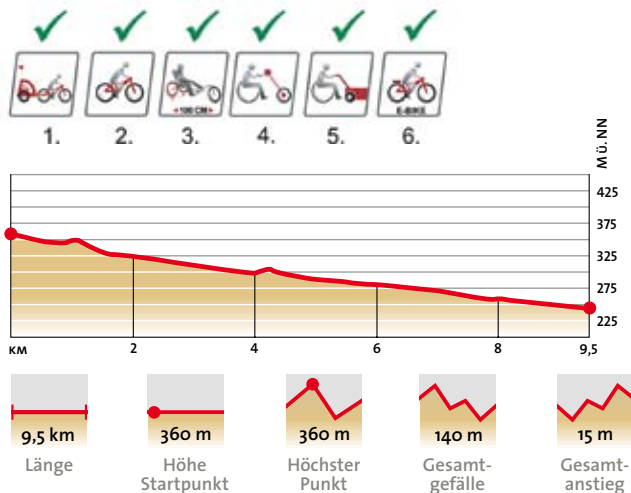 +100 CM+
E-BIKE
1. 2. 3. 4. 5. 6.
M Ü. NN
425
375
325
275
225
KM 2 4 6 8 9,5
9,5 km 360 m 360 m 140 m 15 m
Länge Höhe Startpunkt Höchster Punkt Gesamt-gefälle Gesamt-anstieg